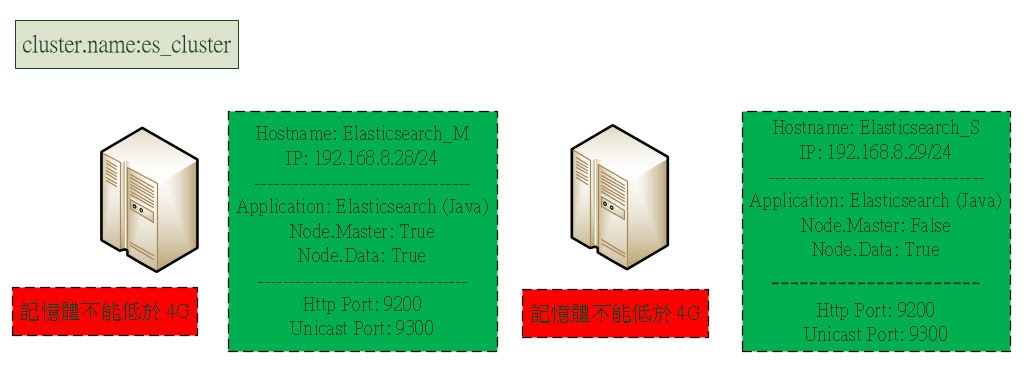 cluster.name:es_cluster
Hostname: Elasticsearch_M
IP: 192.168.8.28/24
Application: Elasticsearch (Java)
Node.Master: True
Node.Data: True
Http Port: 9200
Unicast Port: 9300
記憶體不能低於 4G
Hostname: Elasticsearch_S
IP: 192.168.8.29/24
Application: Elasticsearch (Java)
Node.Master: False
Node.Data: True
Http Port: 9200
Unicast Port: 9300
記憶體不能低於 4G